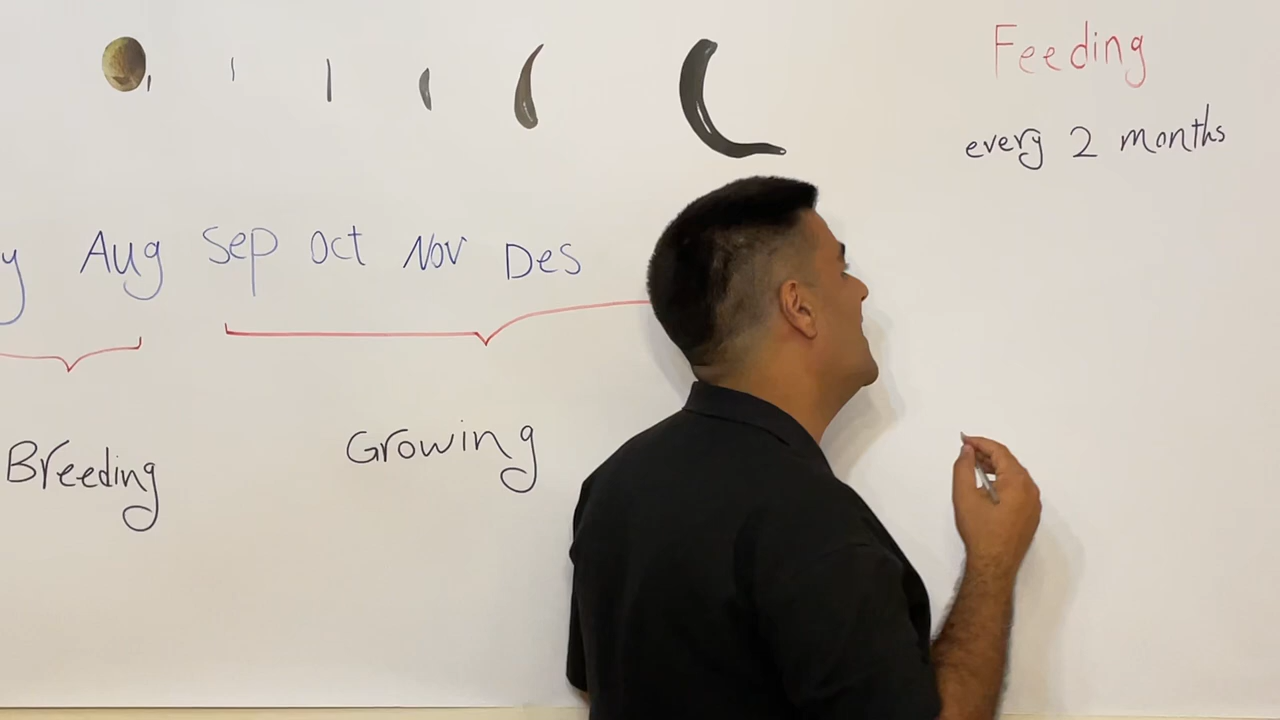 Feeding
every 2 months
y Aug Sep Oct Nov Des
Breeding
Growing